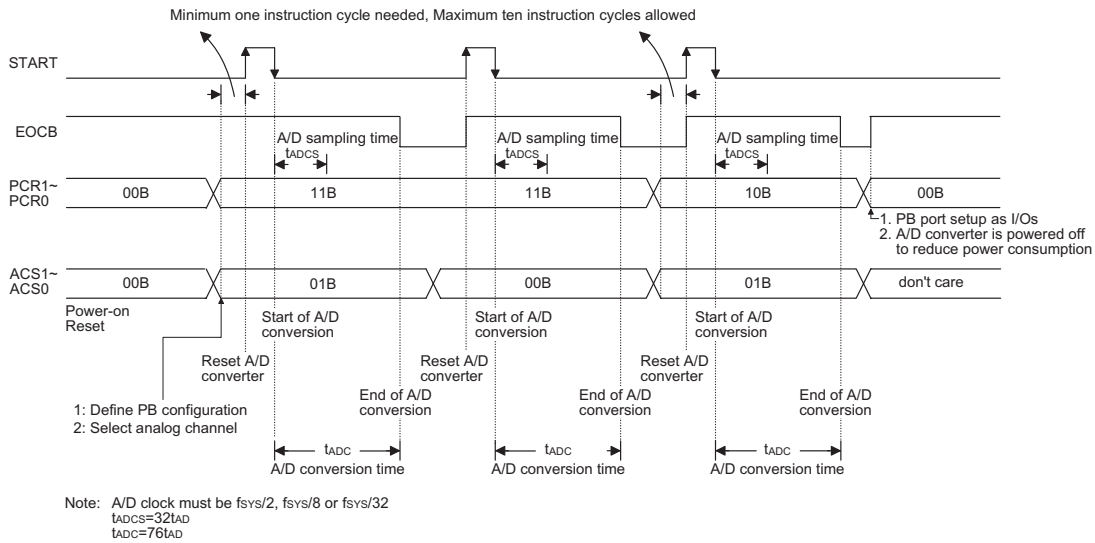 Minimum one instruction cycle needed, Maximum ten instruction cycles allowed
START
EOCB
A/D sampling time
tADCS
A/D sampling time
tADCS
A/D sampling time
tADCS
PCR1~
PCR0
00B
11B
11B
10B
00B
1. PB port setup as I/Os
2. A/D converter is powered off
to reduce power consumption
ACS1~
ACS0
00B
01B
00B
01B
don't care
Power-on
Reset
Start of A/D
conversion
Start of A/D
conversion
Start of A/D
conversion
Reset A/D
converter
Reset A/D
converter
Reset A/D
converter
End of A/D
conversion
End of A/D
conversion
End of A/D
conversion
1: Define PB configuration
2: Select analog channel
tADC
A/D conversion time
tADC
A/D conversion time
tADC
A/D conversion time
Note: A/D clock must be fSYS/2, fSYS/8 or fSYS/32
tADCS=32tAD
tADC=76tAD